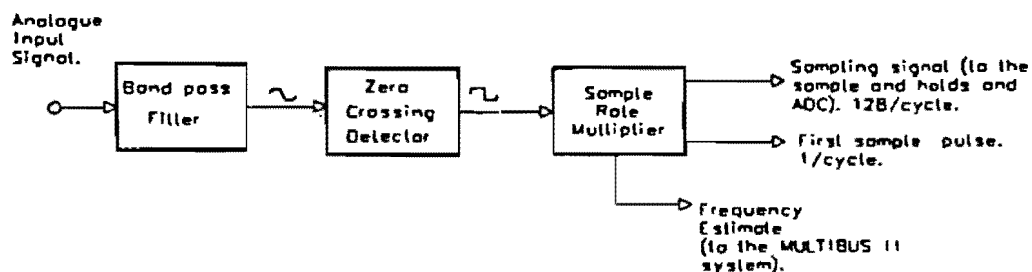 Analogue
Input
Signal.
Band pass
Filler
Zero
Crossing
Detector
Sample
Rate
Multiplier
Sampling signal (to the
sample and holds and
ADC). 128/cycle.
First sample pulse.
1/cycle.
Frequency
Estimate
(to the MULTIBUS II
system).